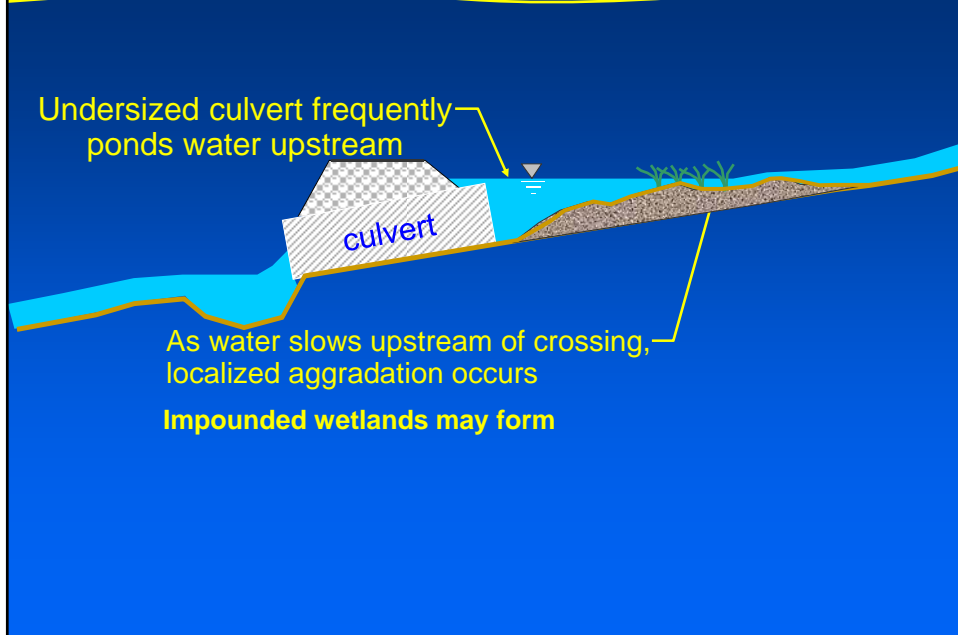 Undersized culvert frequently
ponds water upstream
culvert
As water slows upstream of crossing,
localized aggradation occurs
Impounded wetlands may form